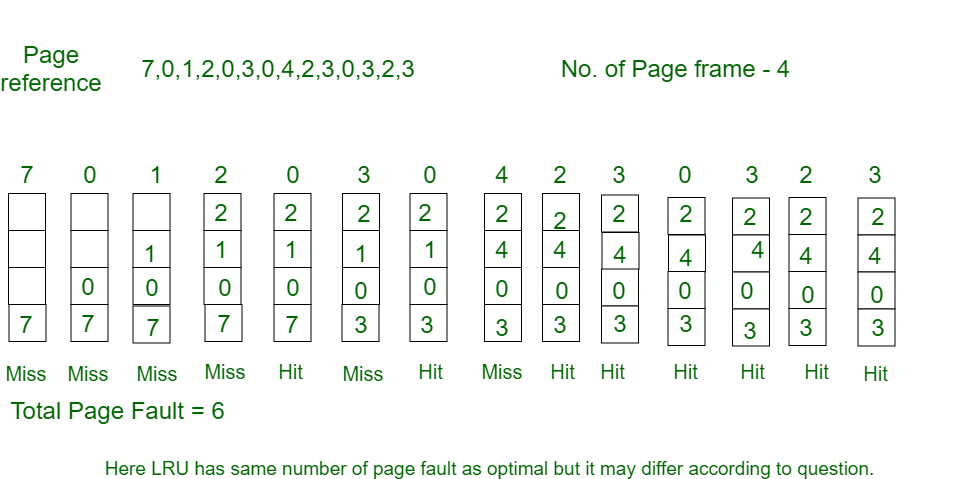 Page reference
7,0,1,2,0,3,0,4,2,3,0,3,2,3
No. of Page frame - 4
7 0 1 2 0 3 0 4 2 3 0 3 2 3
2 2 2 2 2 2 2 2 2 2 2
1 1 1 1 1 4 4 4 4 4 4 4
0 0 0 0 0 0 0 0 0 0 0 0 0
7 7 7 7 7 3 3 3 3 3 3 3 3 3
Miss Miss Miss Miss Hit Miss Hit Miss Hit Hit Hit Hit Hit Hit
Total Page Fault = 6
Here LRU has same number of page fault as optimal but it may differ according to question.